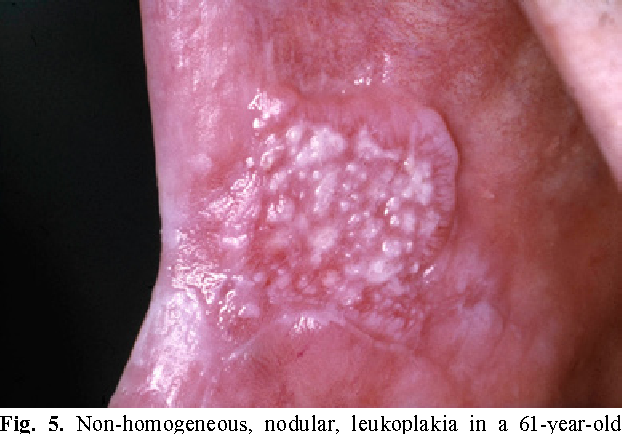 Fig. 5. Non-homogeneous, nodular, leukoplakia in a 61-year-old